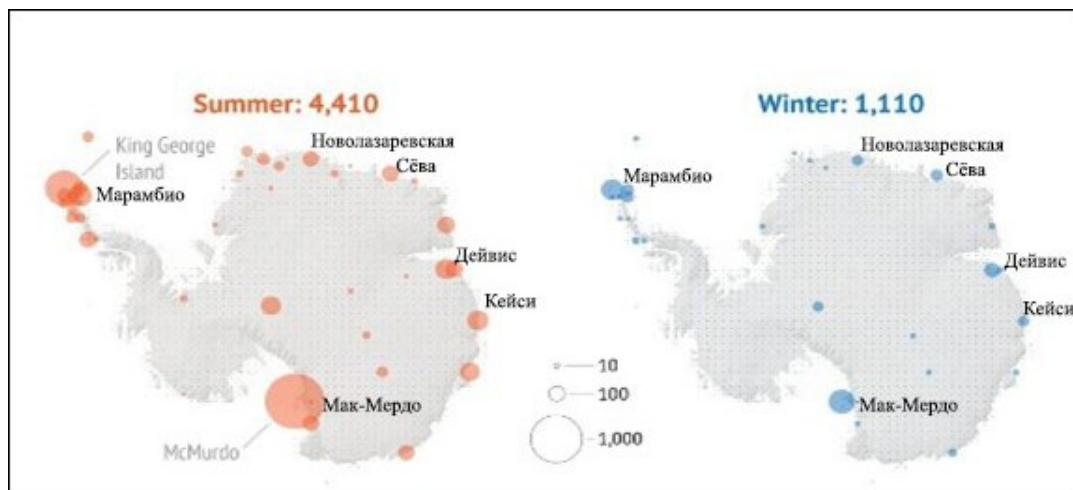 Summer: 4,410
King George
Island
Марамбио
Новолазаревская
Сёва
Дейвис
Кейси
Мак-Мердо
McMurdo
10
100
1,000
Winter: 1,110
Новолазаревская
Сёва
Марамбио
Дейвис
Кейси
Мак-Мердо